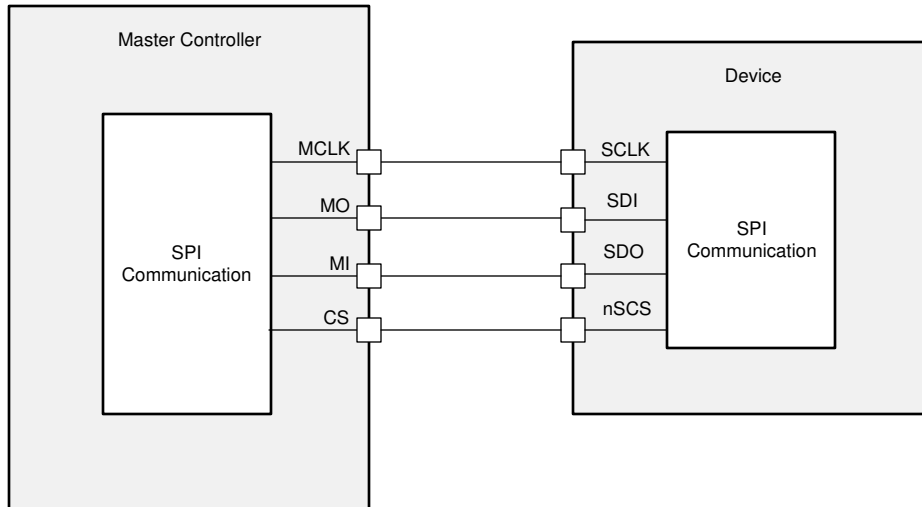 Master Controller
Device
SPI
Communication
MCLK
MO
MI
CS
SCLK
SDI
SDO
nSCS
SPI
Communication